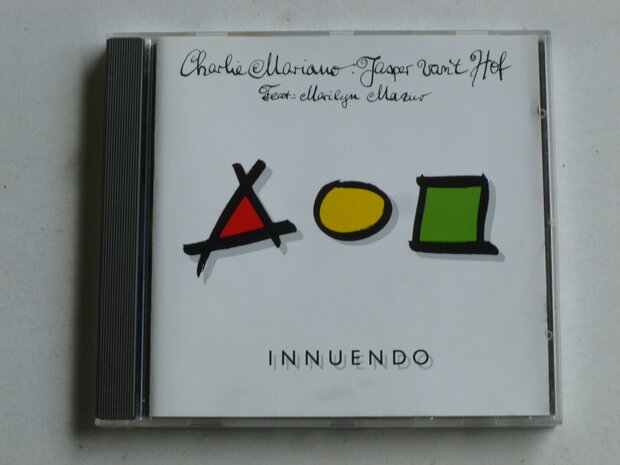 Charlie Mariano · Jasper van't Hof
Feat.: Marilyn Mazur
INNUENDO